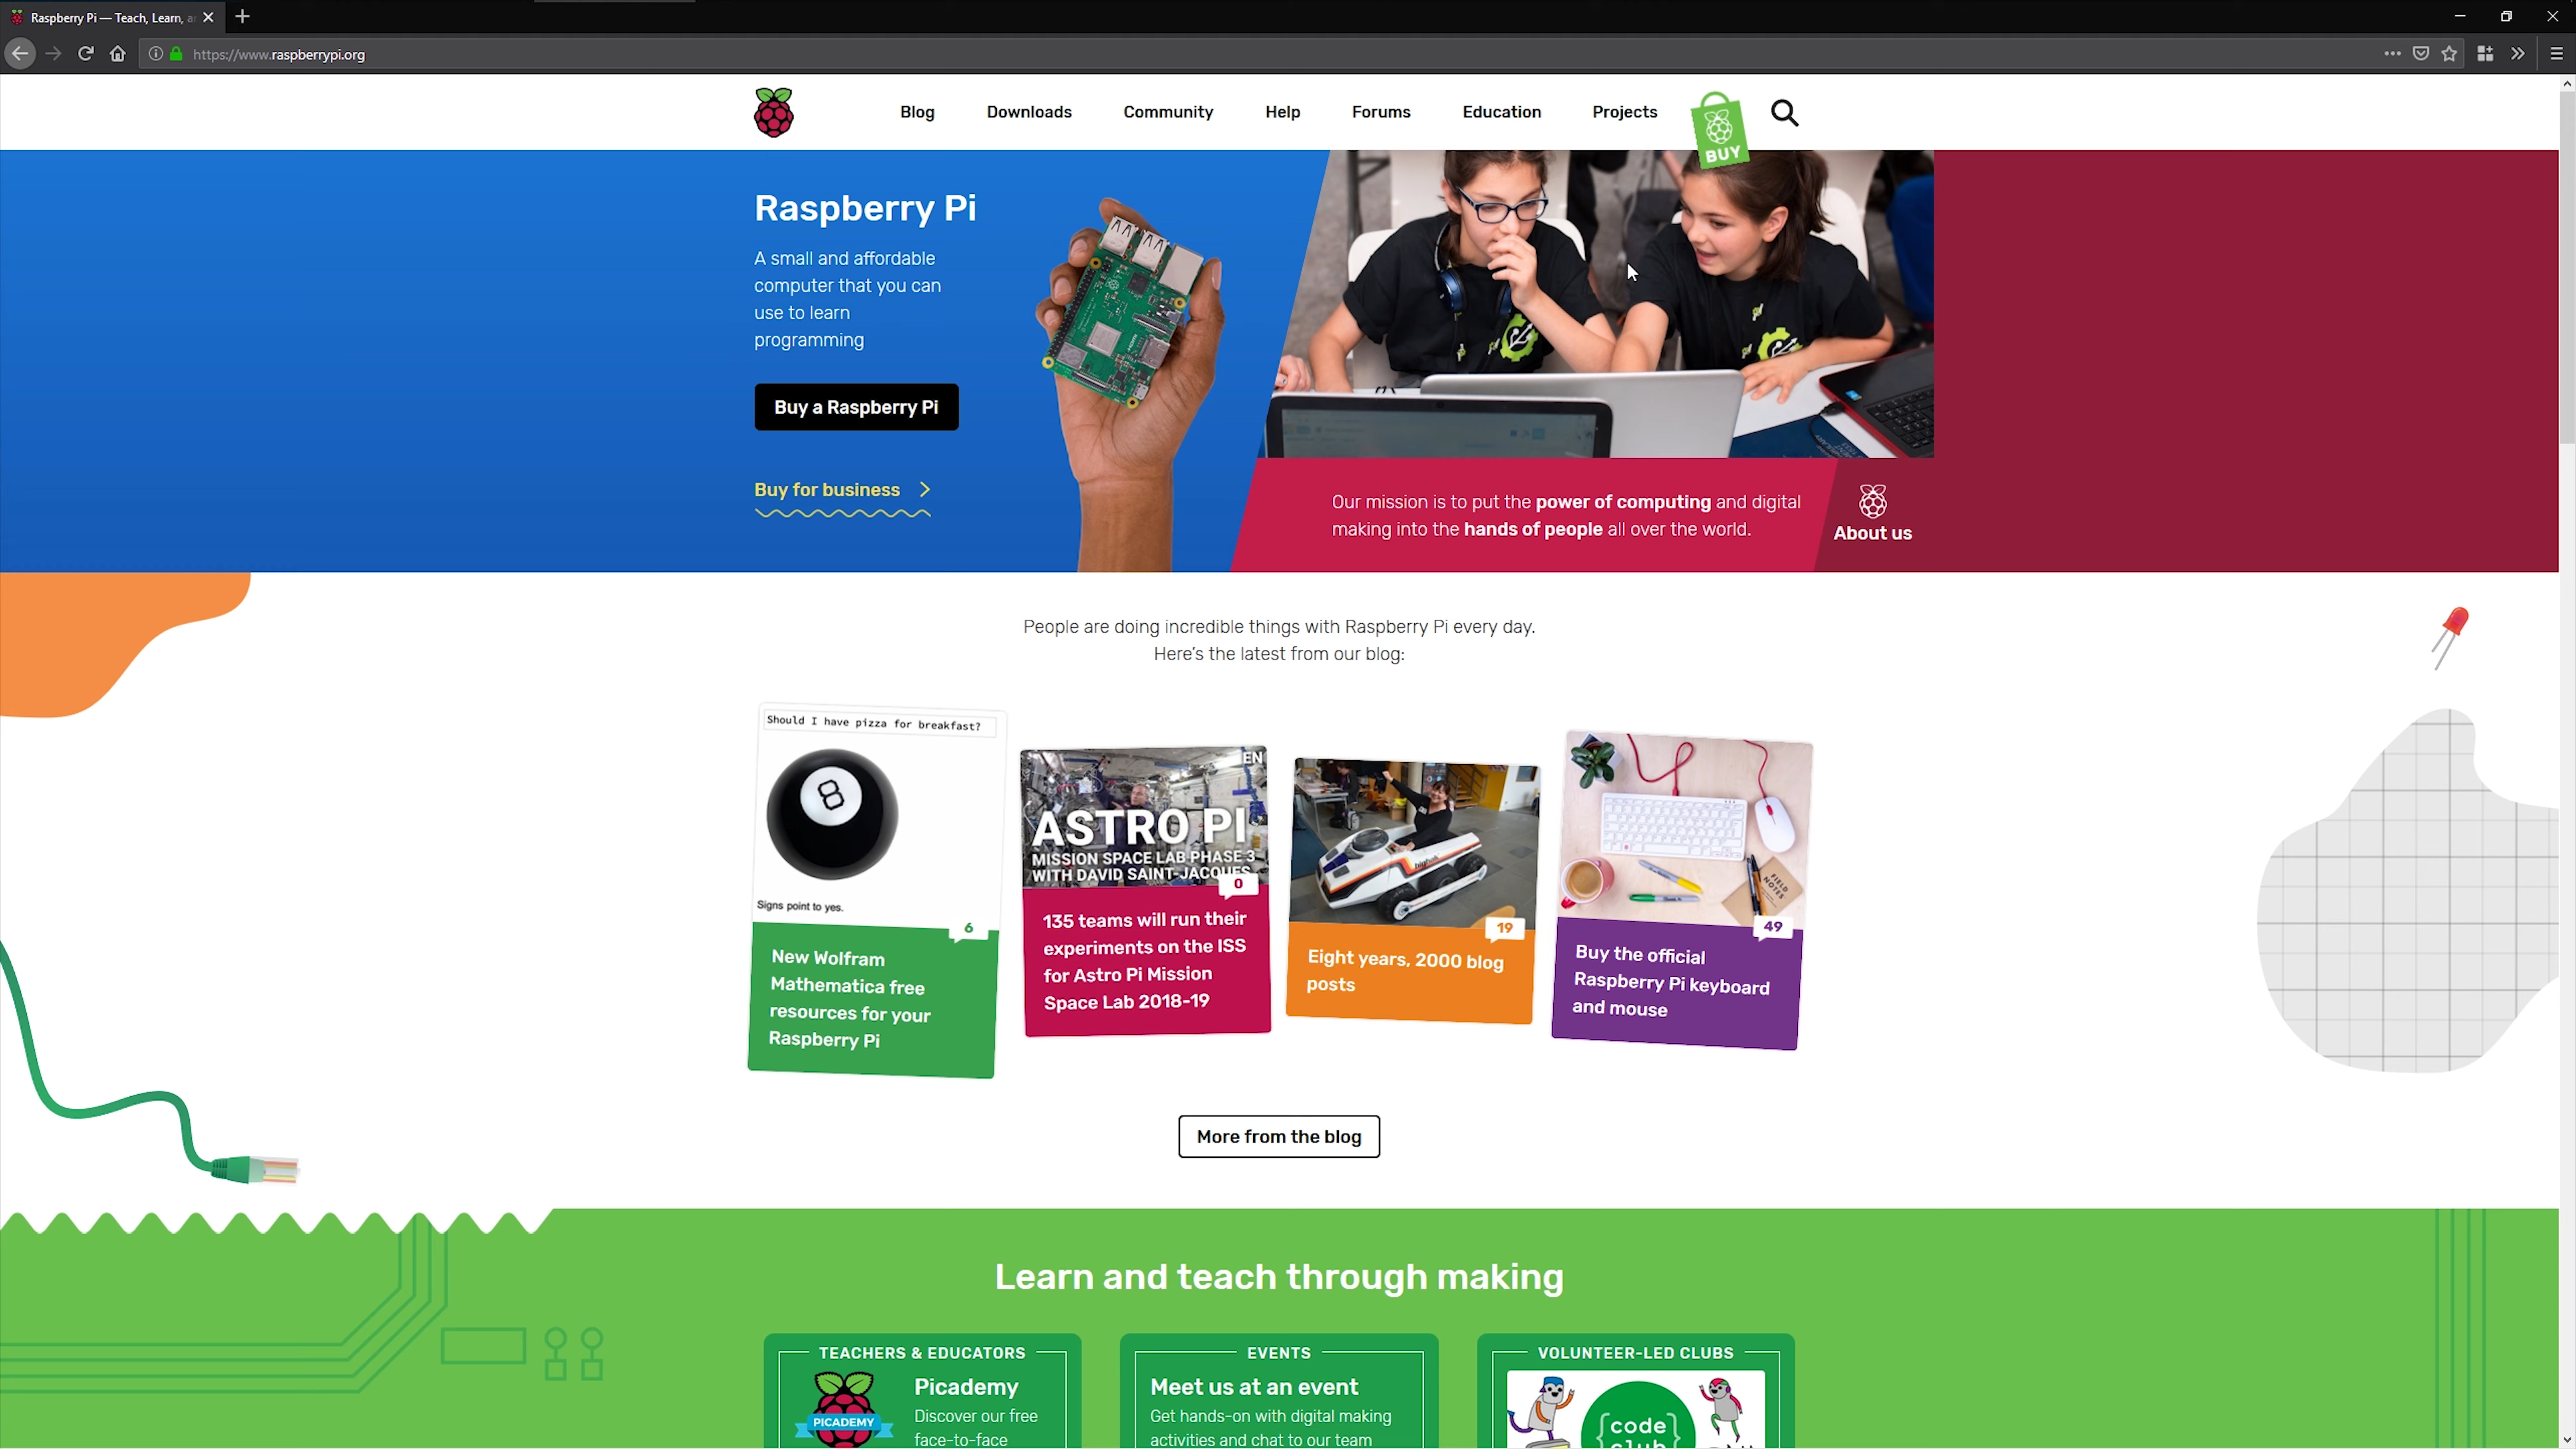 Raspberry Pi — Teach, Learn, a
https://www.raspberrypi.org
Blog
Downloads
Community
Help
Forums
Education
Projects
BUY
Raspberry Pi
A small and affordable
computer that you can
use to learn
programming
Buy a Raspberry Pi
Buy for business
Our mission is to put the power of computing and digital
making into the hands of people all over the world.
About us
People are doing incredible things with Raspberry Pi every day.
Here's the latest from our blog:
Should I have pizza for breakfast?
8
Signs point to yes.
6
New Wolfram
Mathematica free
resources for your
Raspberry Pi
EN
ASTRO PI
MISSION SPACE LAB PHASE 3
WITH DAVID SAINT-JACQUES
0
135 teams will run their
experiments on the ISS
for Astro Pi Mission
Space Lab 2018-19
19
Eight years, 2000 blog
posts
FIELD
NOTES
49
Buy the official
Raspberry Pi keyboard
and mouse
More from the blog
Learn and teach through making
TEACHERS & EDUCATORS
PICADEMY
Picademy
Discover our free
face-to-face
EVENTS
Meet us at an event
Get hands-on with digital making
activities and chat to our team
VOLUNTEER-LED CLUBS
{code
club}